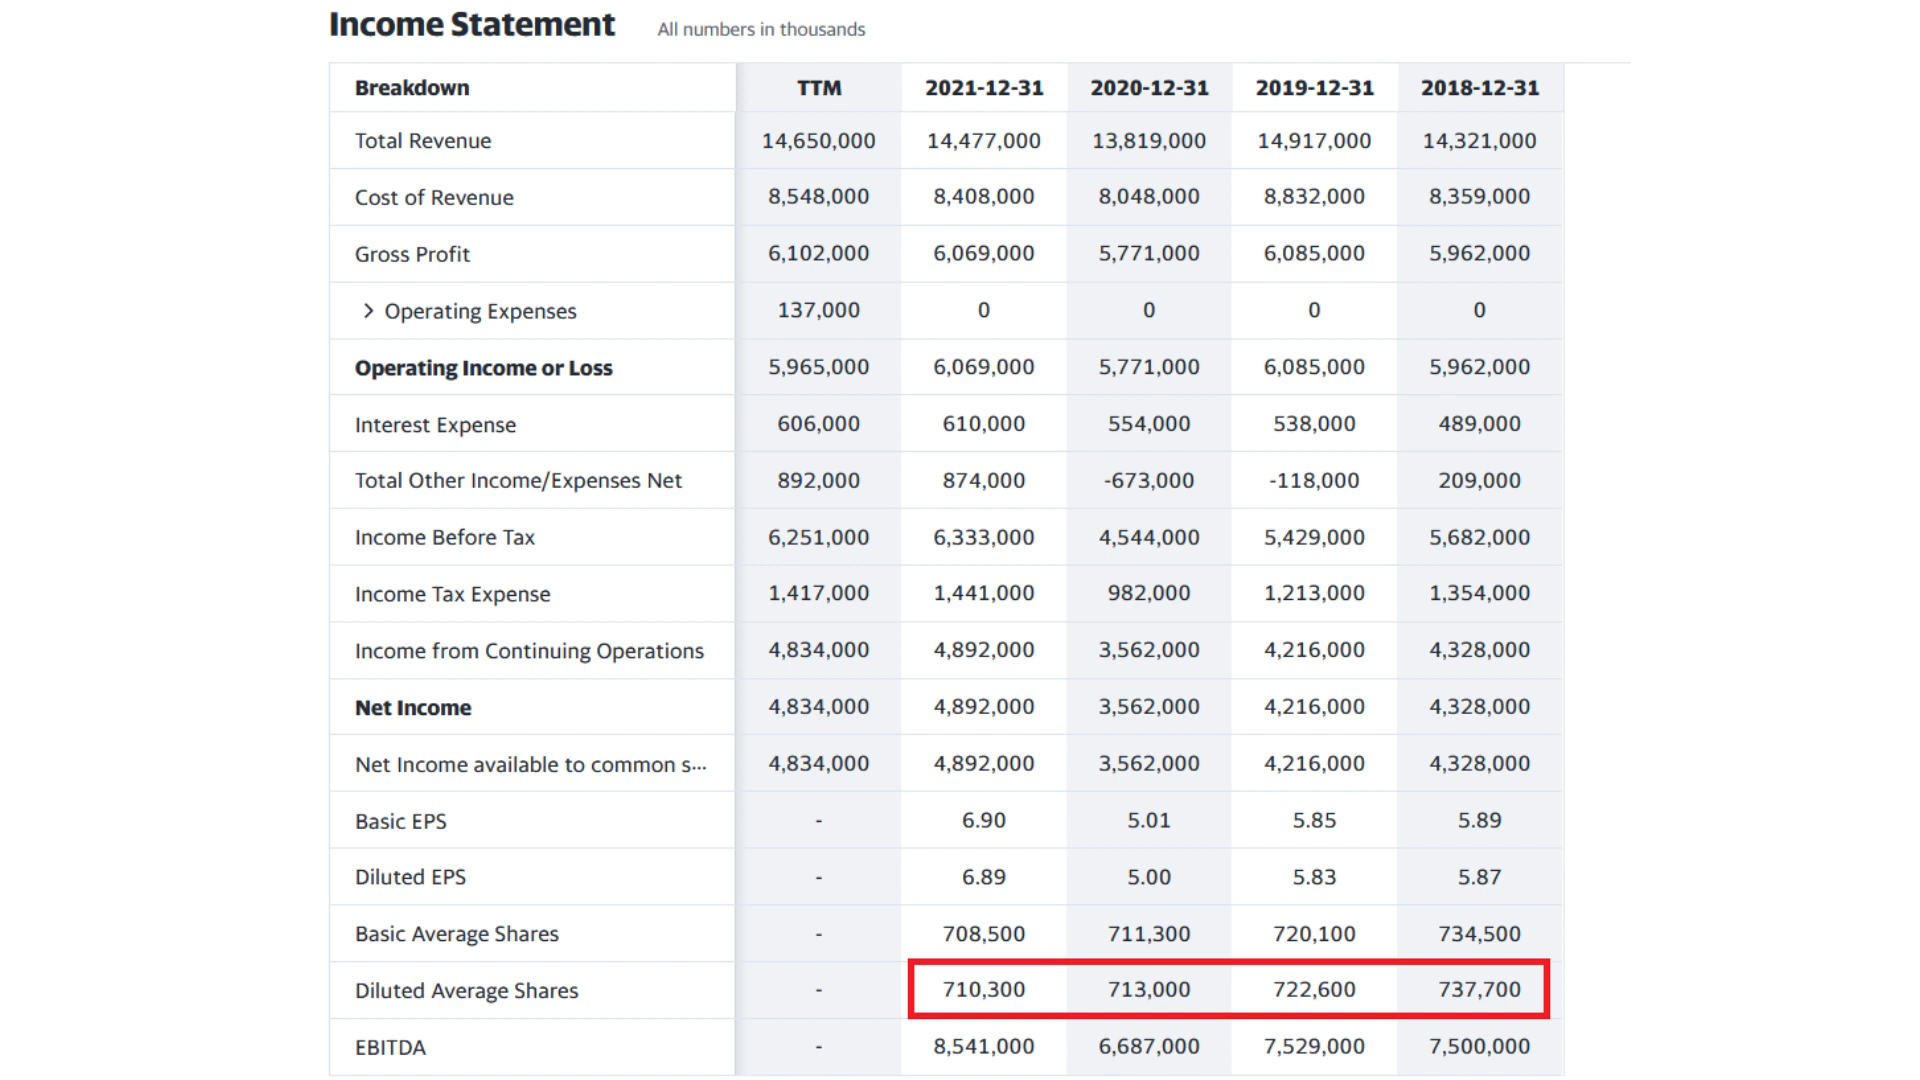 Income Statement All numbers in thousands
Breakdown TTM 2021-12-31 2020-12-31 2019-12-31 2018-12-31
Total Revenue 14,650,000 14,477,000 13,819,000 14,917,000 14,321,000
Cost of Revenue 8,548,000 8,408,000 8,048,000 8,832,000 8,359,000
Gross Profit 6,102,000 6,069,000 5,771,000 6,085,000 5,962,000
> Operating Expenses 137,000 0 0 0 0
Operating Income or Loss 5,965,000 6,069,000 5,771,000 6,085,000 5,962,000
Interest Expense 606,000 610,000 554,000 538,000 489,000
Total Other Income/Expenses Net 892,000 874,000 -673,000 -118,000 209,000
Income Before Tax 6,251,000 6,333,000 4,544,000 5,429,000 5,682,000
Income Tax Expense 1,417,000 1,441,000 982,000 1,213,000 1,354,000
Income from Continuing Operations 4,834,000 4,892,000 3,562,000 4,216,000 4,328,000
Net Income 4,834,000 4,892,000 3,562,000 4,216,000 4,328,000
Net Income available to common s... 4,834,000 4,892,000 3,562,000 4,216,000 4,328,000
Basic EPS - 6.90 5.01 5.85 5.89
Diluted EPS - 6.89 5.00 5.83 5.87
Basic Average Shares - 708,500 711,300 720,100 734,500
Diluted Average Shares - 710,300 713,000 722,600 737,700
EBITDA - 8,541,000 6,687,000 7,529,000 7,500,000